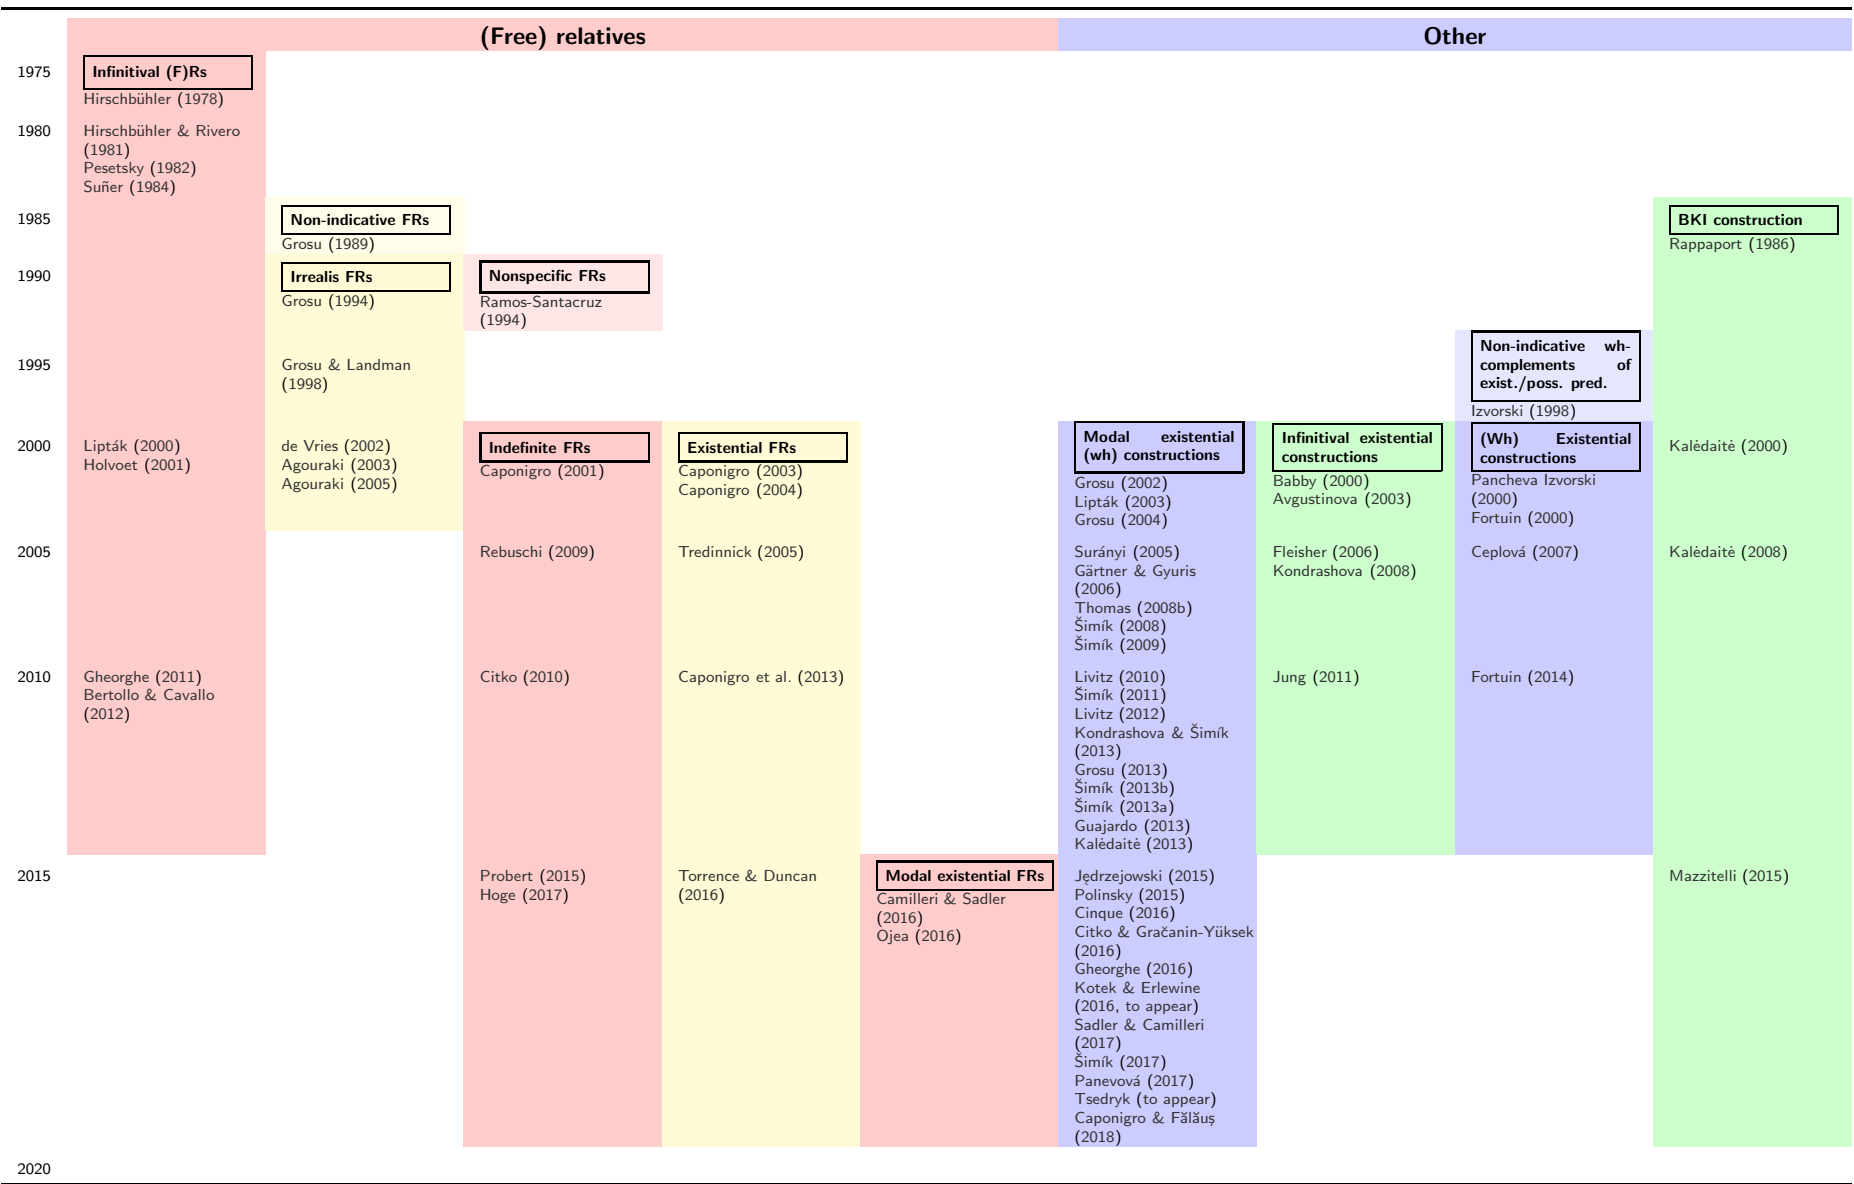 (Free) relatives
Other
1975
Infinitival (F)Rs
Hirschbühler (1978)
1980
Hirschbühler & Rivero
(1981)
Pesetsky (1982)
Suñer (1984)
1985
Non-indicative FRs
Grosu (1989)
BKI construction
Rappaport (1986)
1990
Irrealis FRs
Grosu (1994)
Nonspecific FRs
Ramos-Santacruz
(1994)
1995
Grosu & Landman
(1998)
Non-indicative wh-
complements of
exist./poss. pred.
Izvorski (1998)
2000
Lipták (2000)
Holvoet (2001)
de Vries (2002)
Agouraki (2003)
Agouraki (2005)
Indefinite FRs
Caponigro (2001)
Existential FRs
Caponigro (2003)
Caponigro (2004)
Modal existential
(wh) constructions
Grosu (2002)
Lipták (2003)
Grosu (2004)
Infinitival existential
constructions
Babby (2000)
Avgustinova (2003)
(Wh) Existential
constructions
Pancheva Izvorski
(2000)
Fortuin (2000)
Kalėdaitė (2000)
2005
Rebuschi (2009)
Tredinnick (2005)
Surányi (2005)
Gärtner & Gyuris
(2006)
Thomas (2008b)
Šimík (2008)
Šimík (2009)
Fleisher (2006)
Kondrashova (2008)
Ceplová (2007)
Kalėdaitė (2008)
2010
Gheorghe (2011)
Bertollo & Cavallo
(2012)
Citko (2010)
Caponigro et al. (2013)
Livitz (2010)
Šimík (2011)
Livitz (2012)
Kondrashova & Šimík
(2013)
Grosu (2013)
Šimík (2013b)
Šimík (2013a)
Guajardo (2013)
Kalėdaitė (2013)
Jung (2011)
Fortuin (2014)
2015
Probert (2015)
Hoge (2017)
Torrence & Duncan
(2016)
Modal existential FRs
Camilleri & Sadler
(2016)
Ojea (2016)
Jędrzejowski (2015)
Polinsky (2015)
Cinque (2016)
Citko & Gračanin-Yüksek
(2016)
Gheorghe (2016)
Kotek & Erlewine
(2016, to appear)
Sadler & Camilleri
(2017)
Šimík (2017)
Panevová (2017)
Tsedryk (to appear)
Caponigro & Fălăuş
(2018)
Mazzitelli (2015)
2020